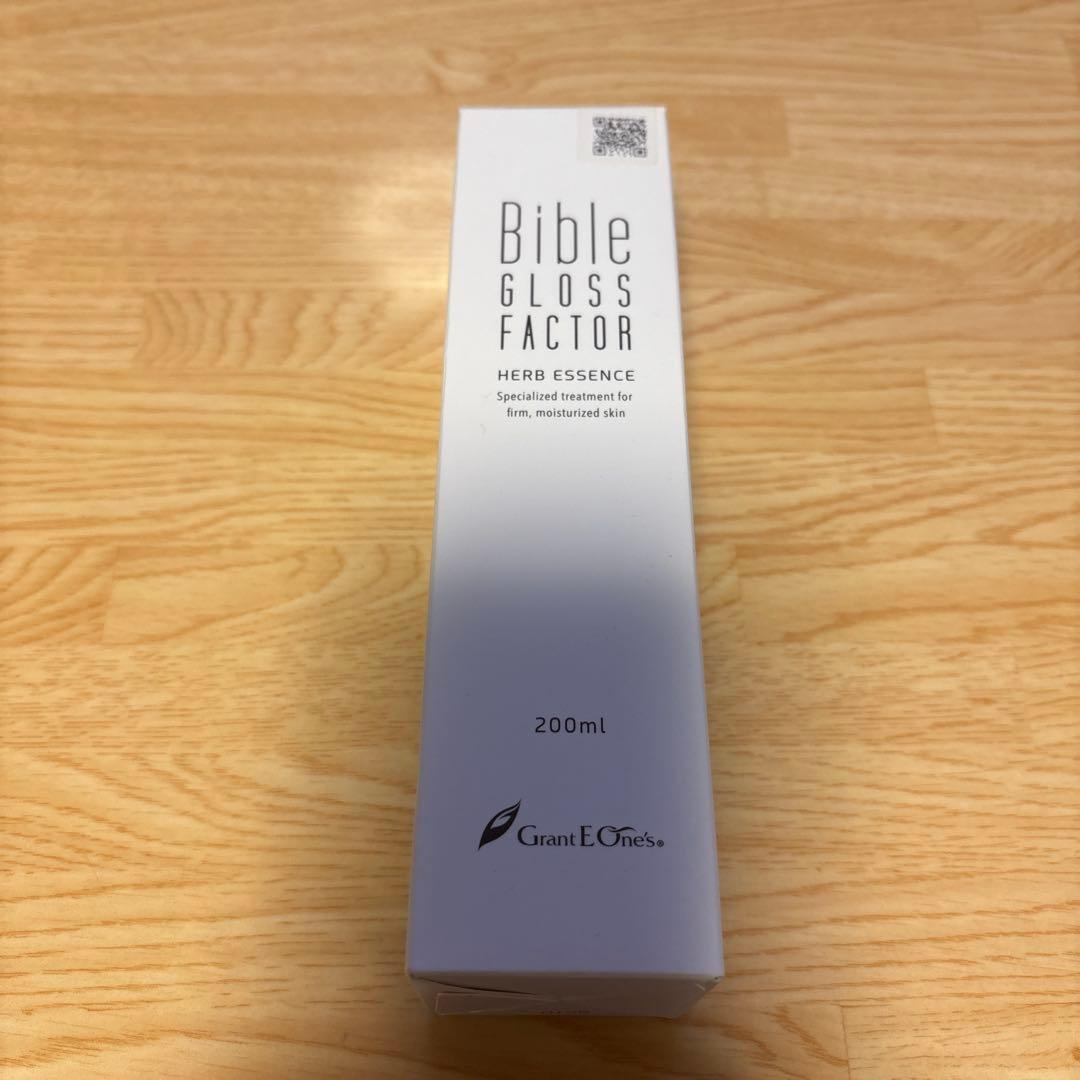 Bible
GLOSS
FACTOR
HERB ESSENCE
Specialized treatment for
firm, moisturized skin
200ml
Grant E One's®